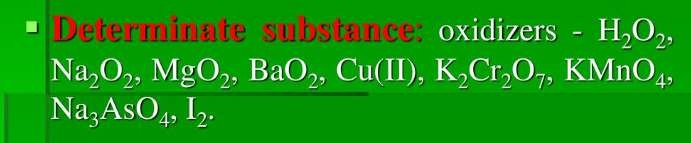 ▪ Determinate substance: oxidizers - H₂O₂,
Na₂O₂, MgO₂, BaO₂, Cu(II), K₂Cr₂O₇, KMnO₄,
Na₃AsO₄, I₂.